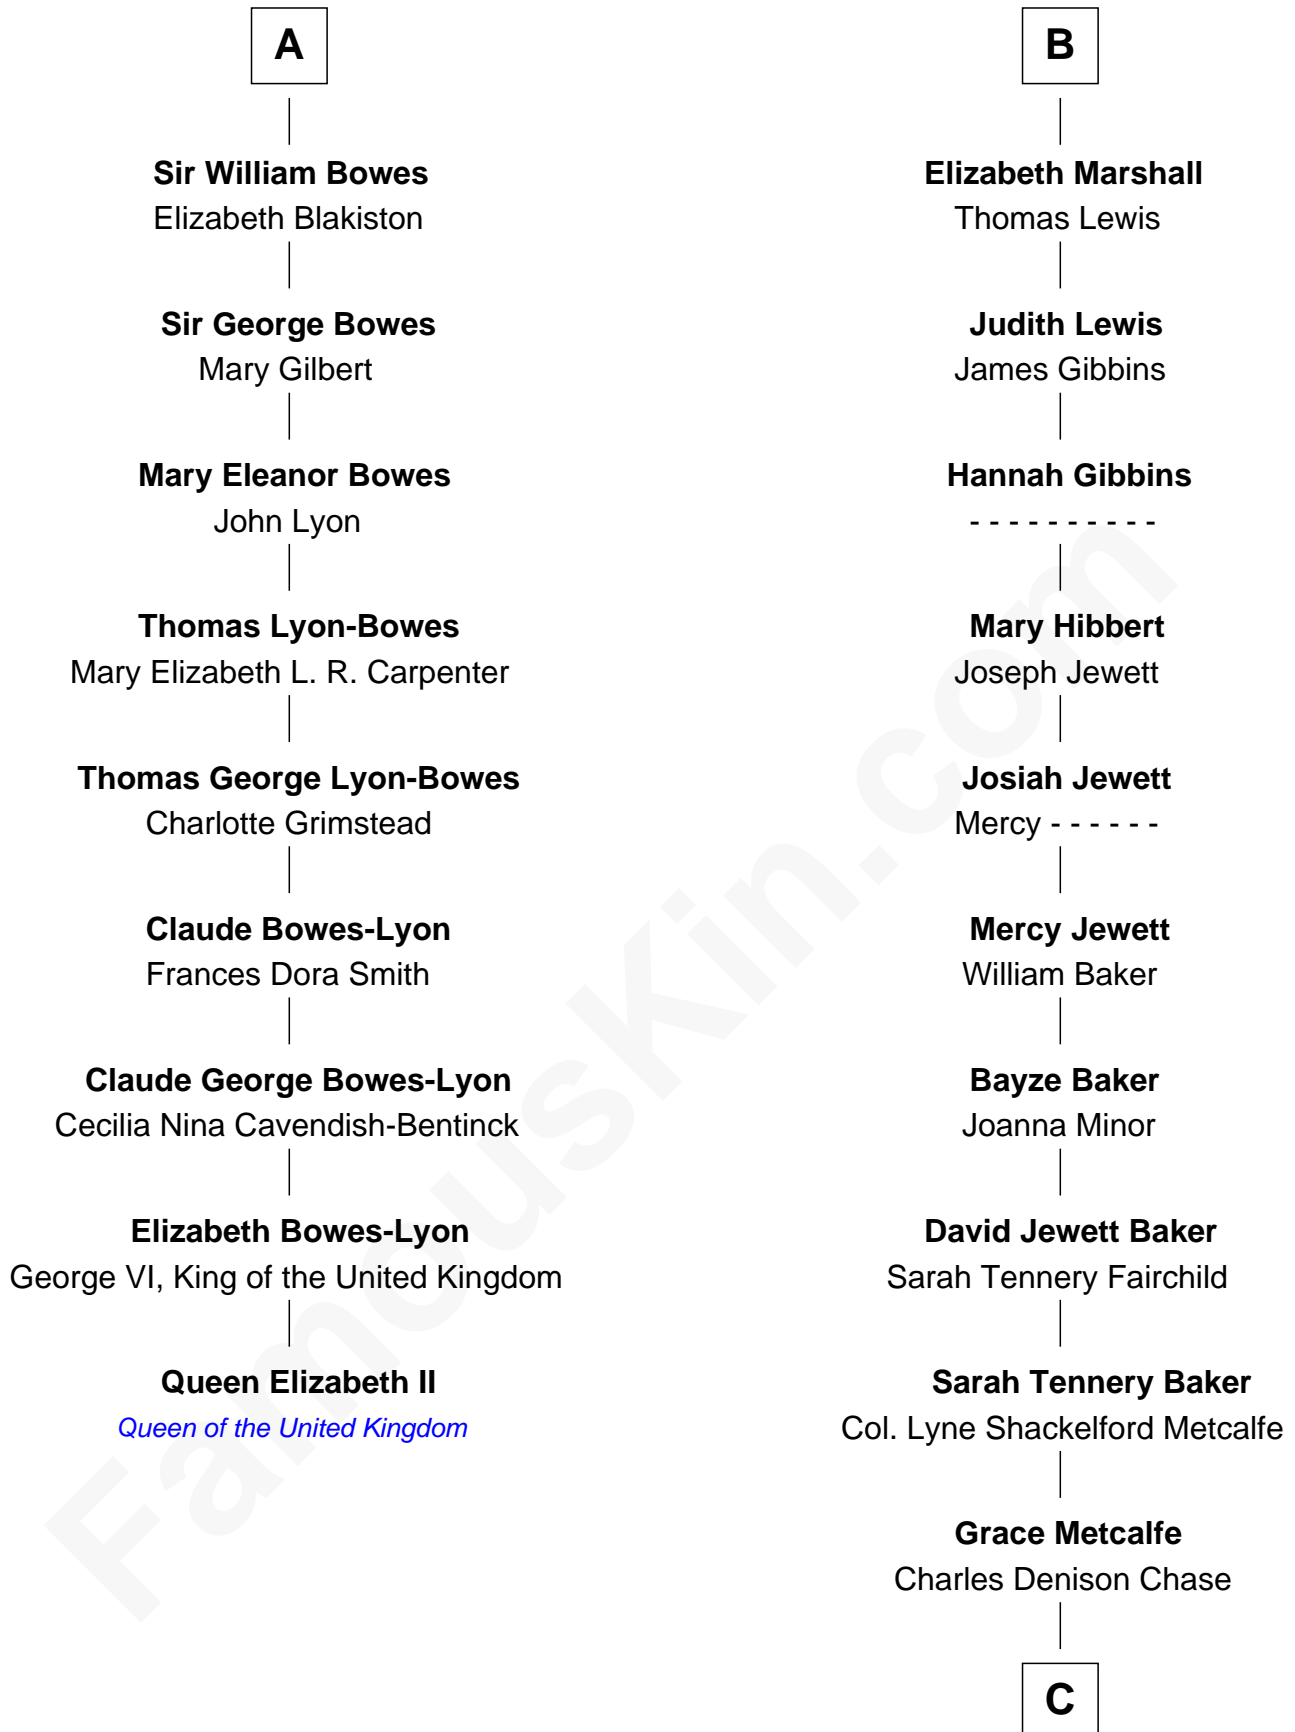 A
Sir William Bowes
Elizabeth Blakiston
Sir George Bowes
Mary Gilbert
Mary Eleanor Bowes
John Lyon
Thomas Lyon-Bowes
Mary Elizabeth L. R. Carpenter
Thomas George Lyon-Bowes
Charlotte Grimstead
Claude Bowes-Lyon
Frances Dora Smith
Claude George Bowes-Lyon
Cecilia Nina Cavendish-Bentinck
Elizabeth Bowes-Lyon
George VI, King of the United Kingdom
Queen Elizabeth II
Queen of the United Kingdom
B
Elizabeth Marshall
Thomas Lewis
Judith Lewis
James Gibbins
Hannah Gibbins
- - - - - - - - - -
Mary Hibbert
Joseph Jewett
Josiah Jewett
Mercy - - - - - -
Mercy Jewett
William Baker
Bayze Baker
Joanna Minor
David Jewett Baker
Sarah Tennery Fairchild
Sarah Tennery Baker
Col. Lyne Shackelford Metcalfe
Grace Metcalfe
Charles Denison Chase
C
FamousKin.com